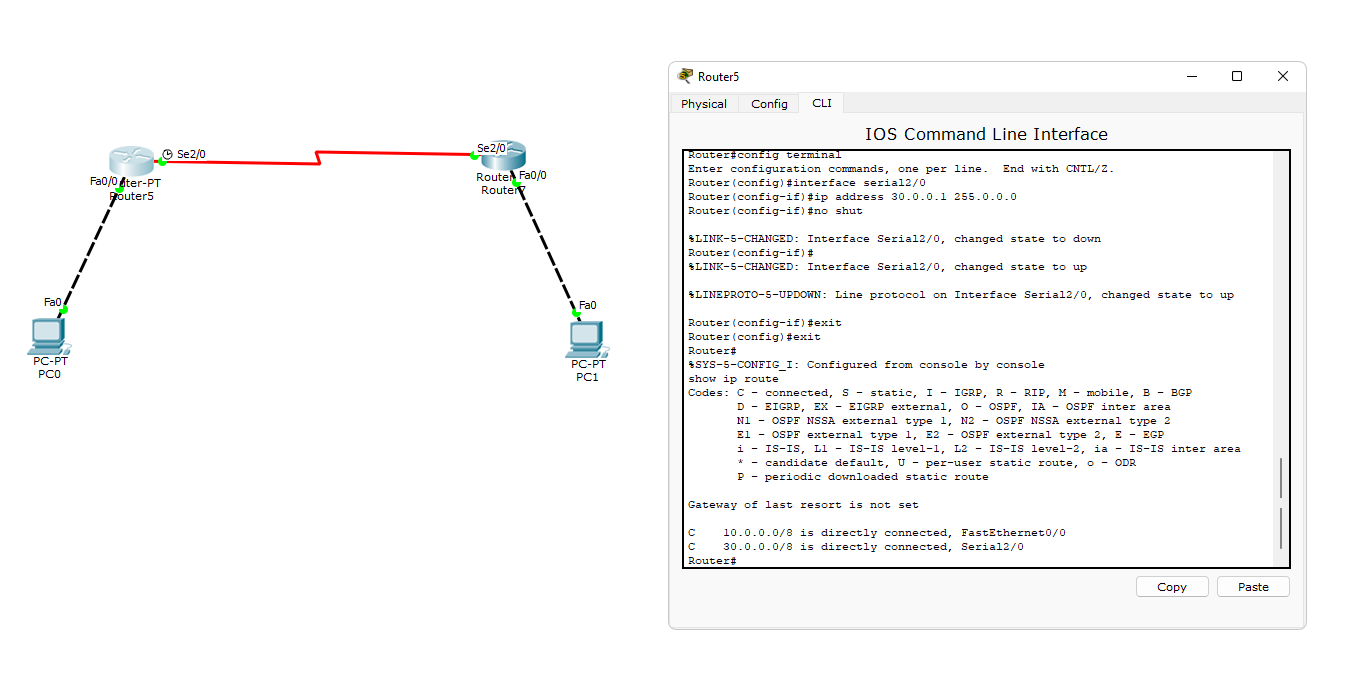 Se2/0
Fa0/0
ter-PT
Router5
Fa0
PC-PT
PC0
Se2/0
Router
Fa0/0
Router7
Fa0
PC-PT
PC1
Router5
Physical Config CLI
IOS Command Line Interface
Router#config terminal
Enter configuration commands, one per line.  End with CNTL/Z.
Router(config)#interface serial2/0
Router(config-if)#ip address 30.0.0.1 255.0.0.0
Router(config-if)#no shut
%LINK-5-CHANGED: Interface Serial2/0, changed state to down
Router(config-if)#
%LINK-5-CHANGED: Interface Serial2/0, changed state to up
%LINEPROTO-5-UPDOWN: Line protocol on Interface Serial2/0, changed state to up
Router(config-if)#exit
Router(config)#exit
Router#
%SYS-5-CONFIG_I: Configured from console by console
show ip route
Codes: C - connected, S - static, I - IGRP, R - RIP, M - mobile, B - BGP
D - EIGRP, EX - EIGRP external, O - OSPF, IA - OSPF inter area
N1 - OSPF NSSA external type 1, N2 - OSPF NSSA external type 2
E1 - OSPF external type 1, E2 - OSPF external type 2, E - EGP
i - IS-IS, L1 - IS-IS level-1, L2 - IS-IS level-2, ia - IS-IS inter area
* - candidate default, U - per-user static route, o - ODR
P - periodic downloaded static route
Gateway of last resort is not set
C    10.0.0.0/8 is directly connected, FastEthernet0/0
C    30.0.0.0/8 is directly connected, Serial2/0
Router#
Copy Paste